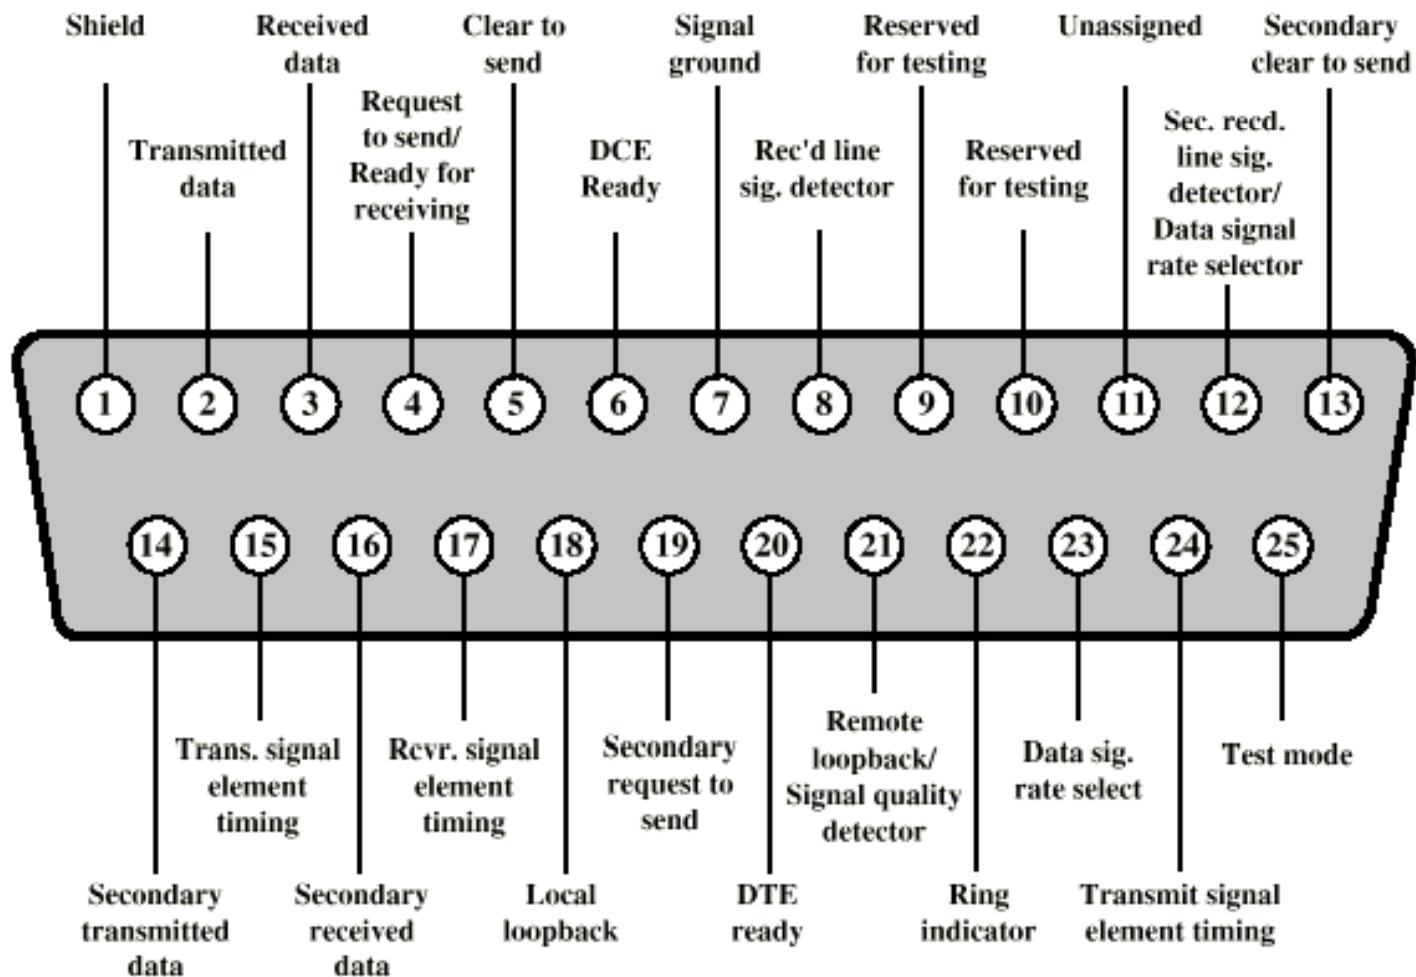 Shield
Received
data
Clear to
send
Signal
ground
Reserved
for testing
Unassigned
Secondary
clear to send
Transmitted
data
Request
to send/
Ready for
receiving
DCE
Ready
Rec'd line
sig. detector
Reserved
for testing
Sec. recd.
line sig.
detector/
Data signal
rate selector
1 2 3 4 5 6 7 8 9 10 11 12 13
14 15 16 17 18 19 20 21 22 23 24 25
Trans. signal
element
timing
Rcvr. signal
element
timing
Secondary
request to
send
Remote
loopback/
Signal quality
detector
Data sig.
rate select
Test mode
Secondary
transmitted
data
Secondary
received
data
Local
loopback
DTE
ready
Ring
indicator
Transmit signal
element timing